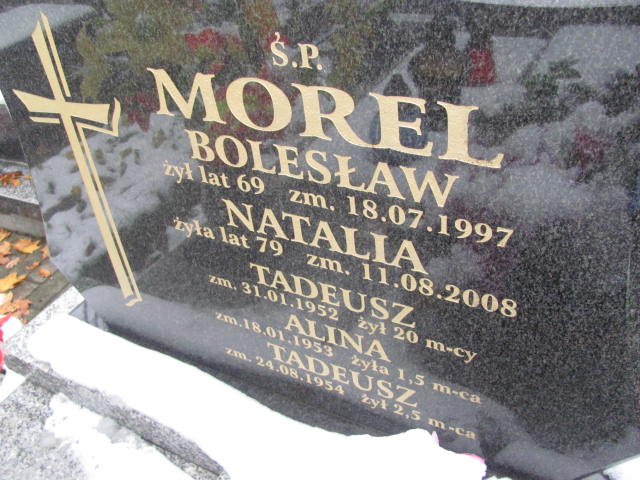 Ś.P.
MOREL
BOLESŁAW
żył lat 69 zm. 18.07.1997
NATALIA
żyła lat 79 zm. 11.08.2008
TADEUSZ
zm. 31.01.1952 żył 20 m-cy
ALINA
zm.18.01.1953 żyła 1,5 m-ca
TADEUSZ
zm. 24.08.1954 żył 2,5 m-ca